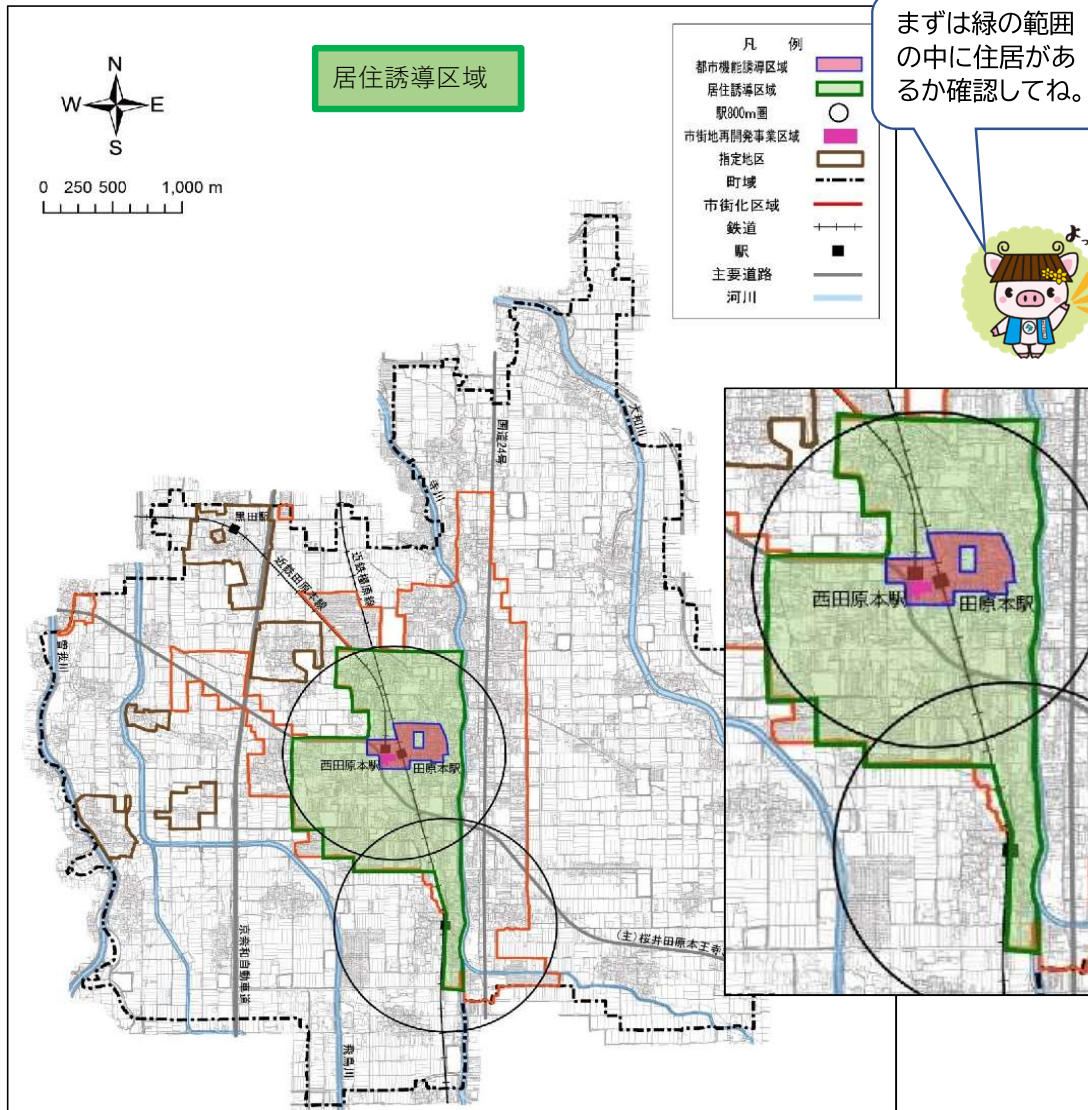 N
W
E
S
0 250 500 1,000 m
居住誘導区域
凡 例
都市機能誘導区域
居住誘導区域
駅800m圏
市街地再開発事業区域
指定地区
町域
市街化区域
鉄道
駅
主要道路
河川
まずは緑の範囲
の中に住居があ
るか確認してね。
大和川
国道24号
寺川
黒田駅
近鉄田原本線
近鉄橿原線
曽我川
西田原本駅
田原本駅
京奈和自動車道
飛鳥川
(主)桜井田原本王寺
西田原本駅
田原本駅